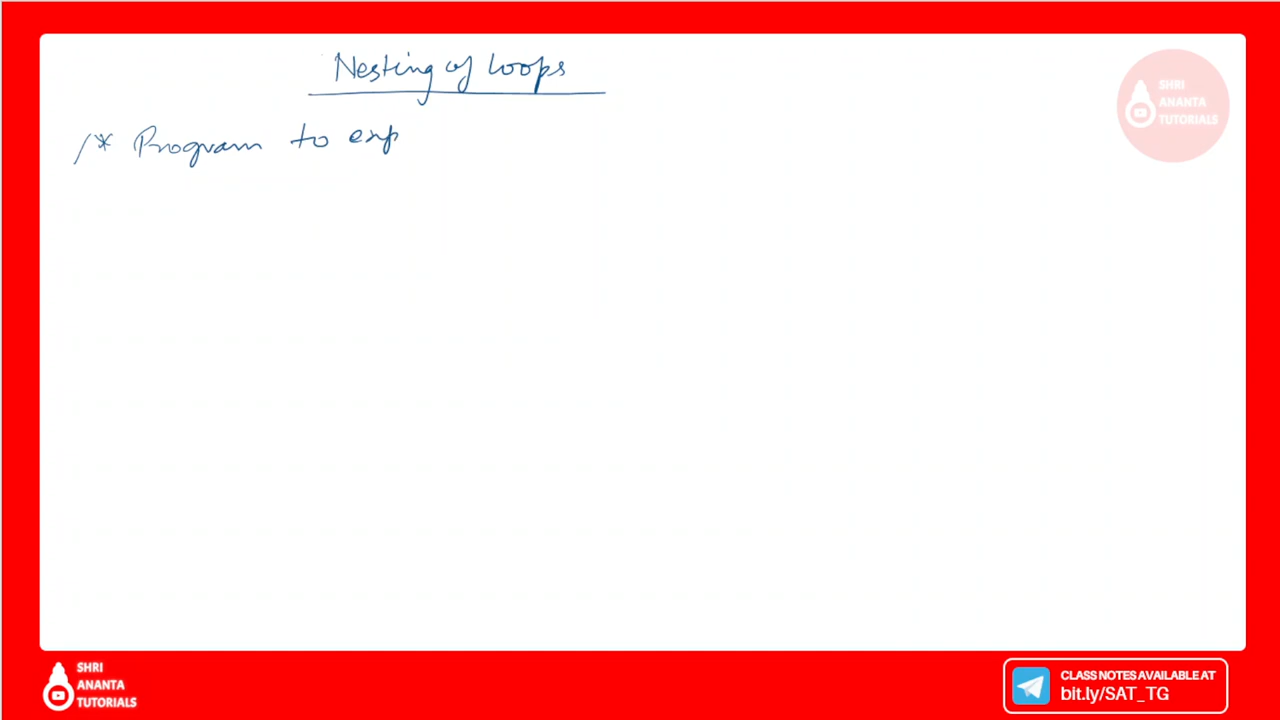 Nesting of loops
/* Program to exp
SHRI
ANANTA
TUTORIALS
SHRI
ANANTA
TUTORIALS
CLASS NOTES AVAILABLE AT
bit.ly/SAT_TG